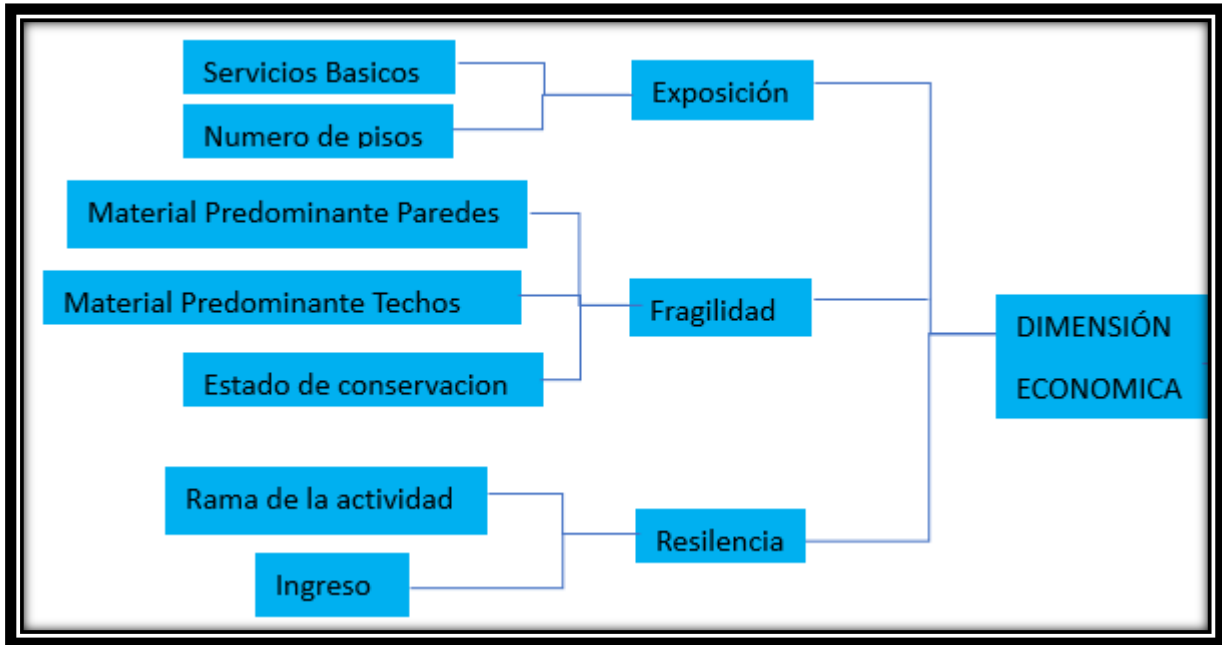 Servicios Basicos
Numero de pisos
Exposición
Material Predominante Paredes
Material Predominante Techos
Estado de conservacion
Fragilidad
Rama de la actividad
Ingreso
Resilencia
DIMENSIÓN
ECONOMICA